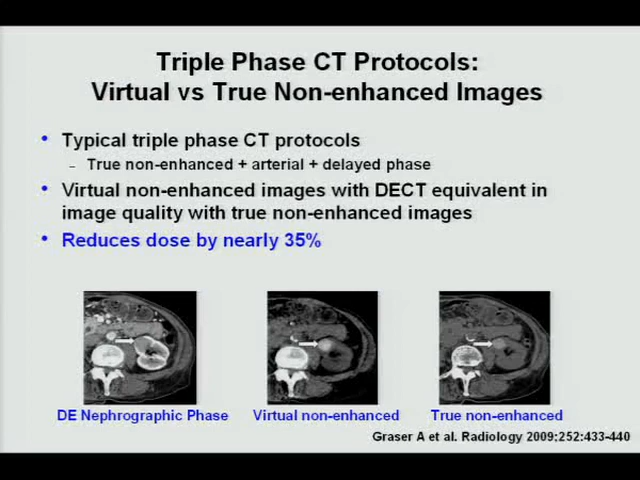 Triple Phase CT Protocols:
Virtual vs True Non-enhanced Images
• Typical triple phase CT protocols
– True non-enhanced + arterial + delayed phase
• Virtual non-enhanced images with DECT equivalent in
image quality with true non-enhanced images
• Reduces dose by nearly 35%
DE Nephrographic Phase
Virtual non-enhanced
True non-enhanced
Graser A et al. Radiology 2009;252:433-440